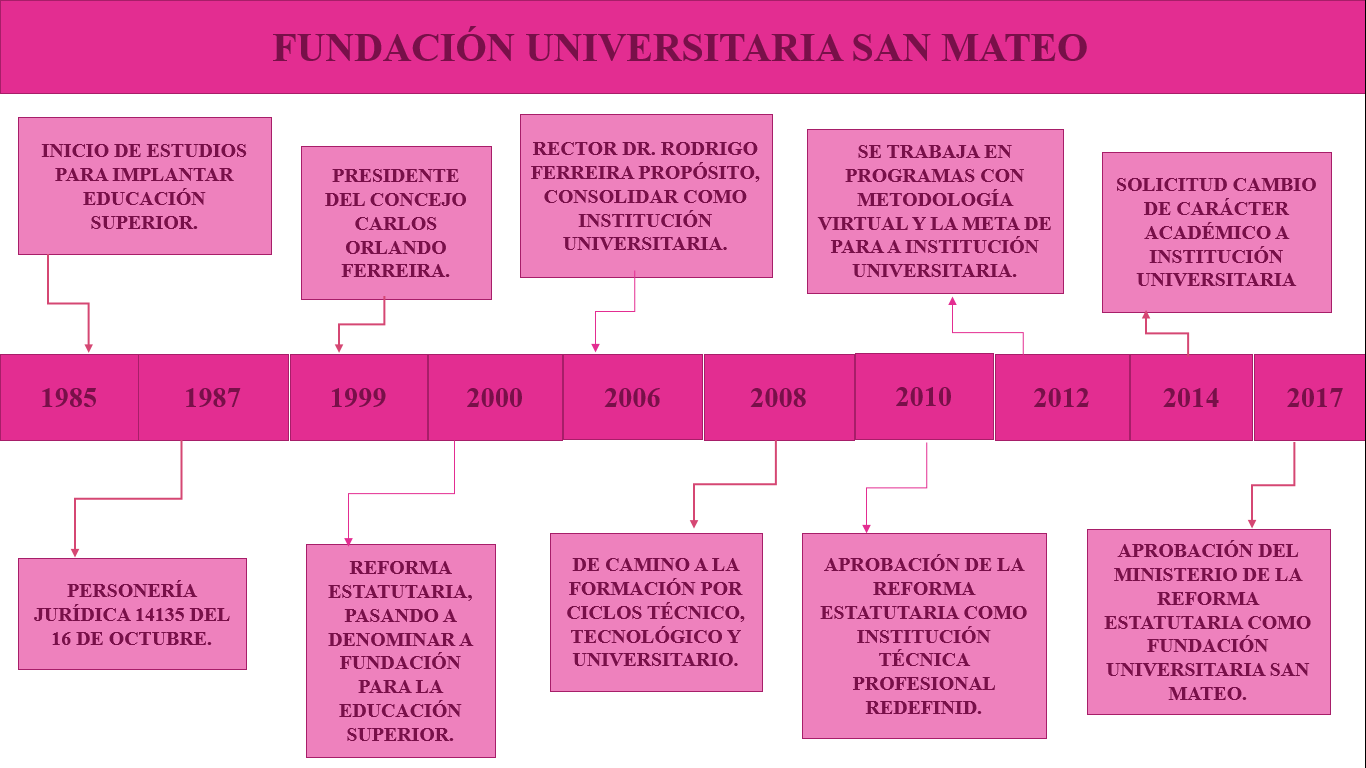 FUNDACIÓN UNIVERSITARIA SAN MATEO
INICIO DE ESTUDIOS
PARA IMPLANTAR
EDUCACIÓN
SUPERIOR.
PRESIDENTE
DEL CONCEJO
CARLOS
ORLANDO
FERREIRA.
RECTOR DR. RODRIGO
FERREIRA PROPÓSITO,
CONSOLIDAR COMO
INSTITUCIÓN
UNIVERSITARIA.
SE TRABAJA EN
PROGRAMAS CON
METODOLOGÍA
VIRTUAL Y LA META DE
PARA A INSTITUCIÓN
UNIVERSITARIA.
SOLICITUD CAMBIO
DE CARÁCTER
ACADÉMICO A
INSTITUCIÓN
UNIVERSITARIA
1985 1987 1999 2000 2006 2008 2010 2012 2014 2017
PERSONERÍA
JURÍDICA 14135 DEL
16 DE OCTUBRE.
REFORMA
ESTATUTARIA,
PASANDO A
DENOMINAR A
FUNDACIÓN
PARA LA
EDUCACIÓN
SUPERIOR.
DE CAMINO A LA
FORMACIÓN POR
CICLOS TÉCNICO,
TECNOLÓGICO Y
UNIVERSITARIO.
APROBACIÓN DE LA
REFORMA
ESTATUTARIA COMO
INSTITUCIÓN
TÉCNICA
PROFESIONAL
REDEFINID.
APROBACIÓN DEL
MINISTERIO DE LA
REFORMA
ESTATUTARIA COMO
FUNDACIÓN
UNIVERSITARIA SAN
MATEO.